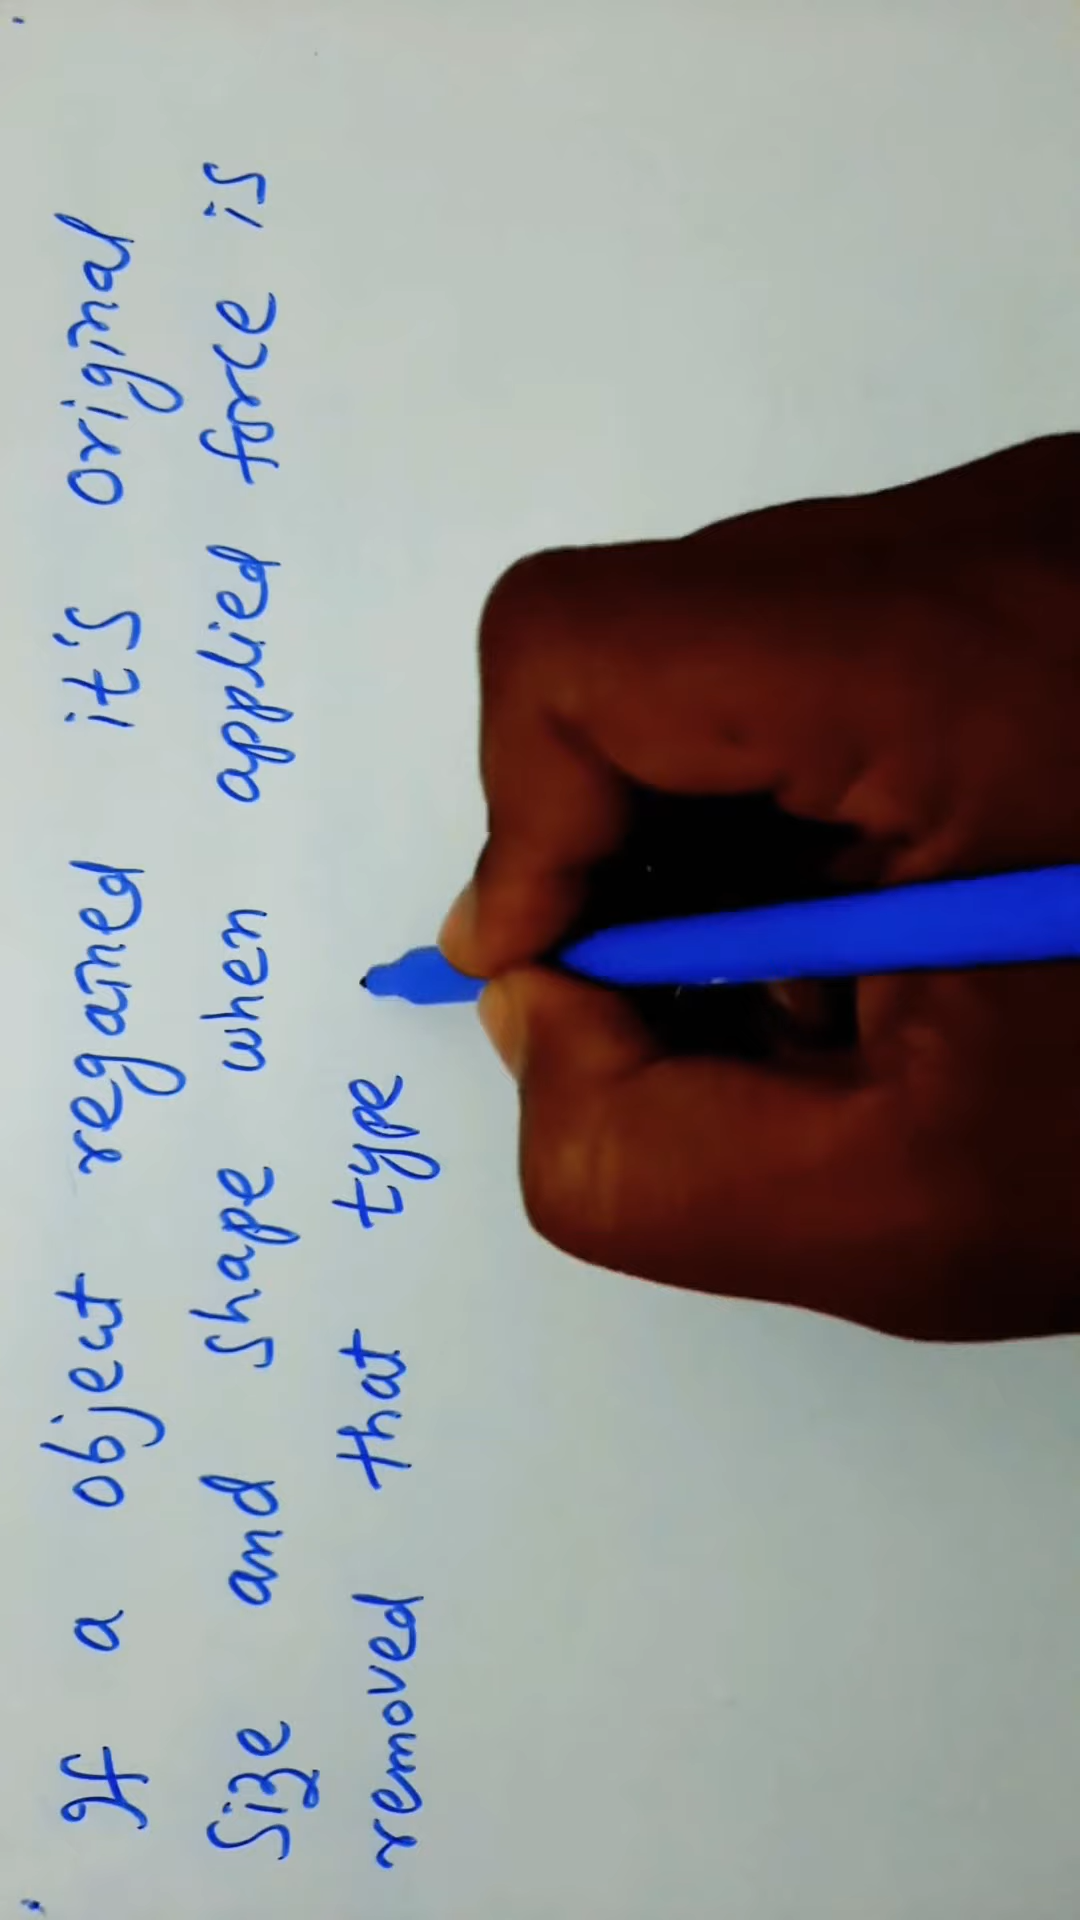 If a object regained it's original
Size and shape when applied force is
removed that type